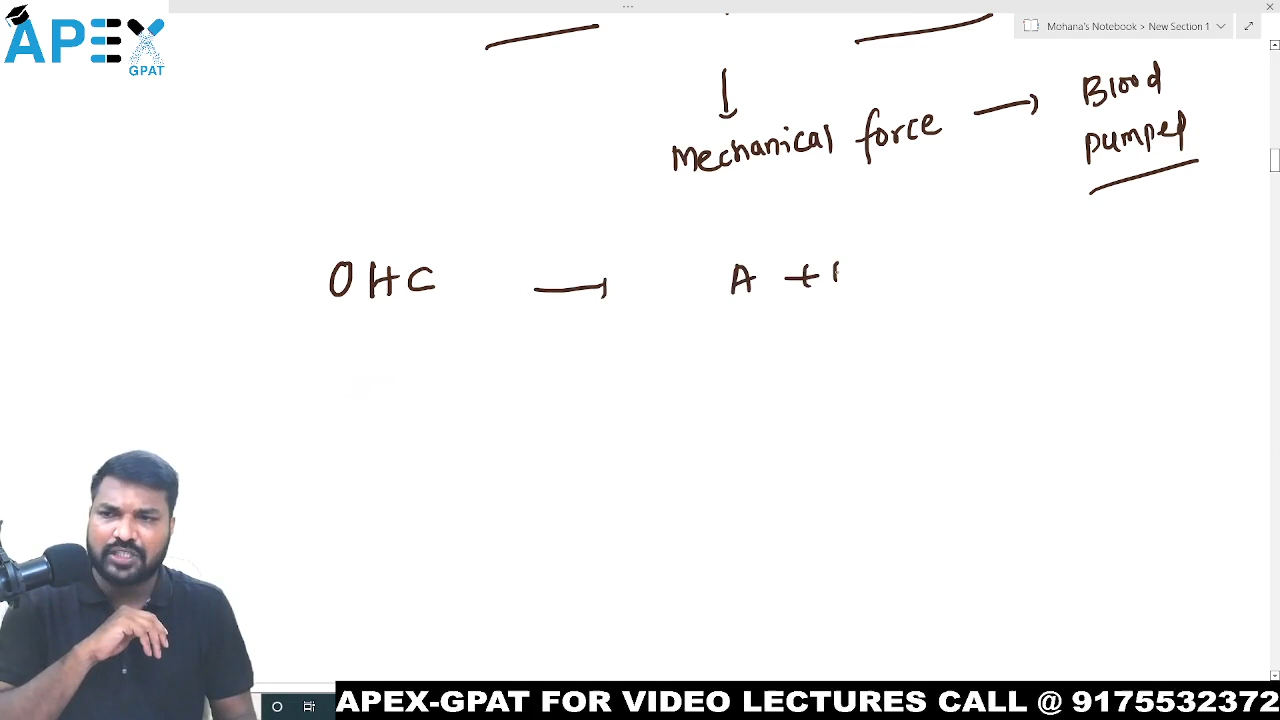 APEX
GPAT
Mohana's Notebook > New Section 1
Mechanical force → Blood
pumped
OHC → A +
APEX-GPAT FOR VIDEO LECTURES CALL @ 9175532372